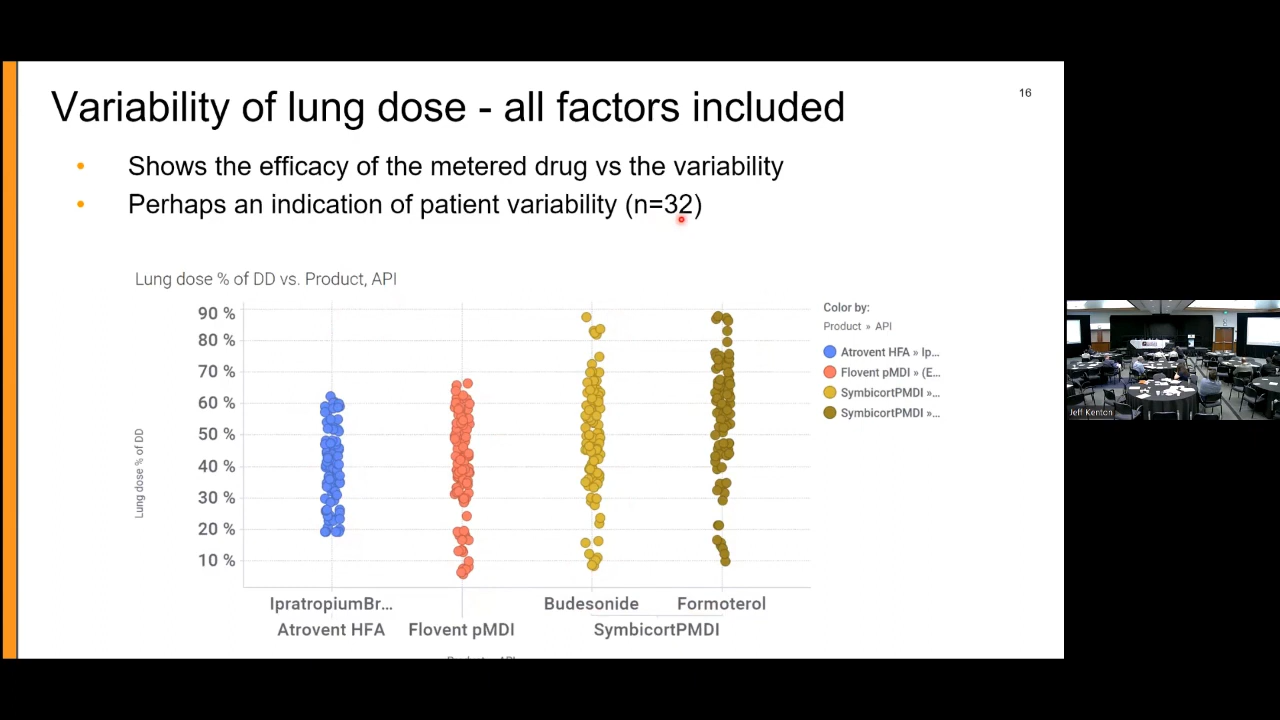 Variability of lung dose - all factors included
16
• Shows the efficacy of the metered drug vs the variability
• Perhaps an indication of patient variability (n=32)
Lung dose % of DD vs. Product, API
Lung dose % of DD
90 %
80 %
70 %
60 %
50 %
40 %
30 %
20 %
10 %
IpratropiumBr...
Budesonide
Formoterol
Atrovent HFA
Flovent pMDI
SymbicortPMDI
Color by:
Product » API
Atrovent HFA » Ip...
Flovent pMDI » (E...
SymbicortPMDI »...
SymbicortPMDI »...
Jeff Kenton